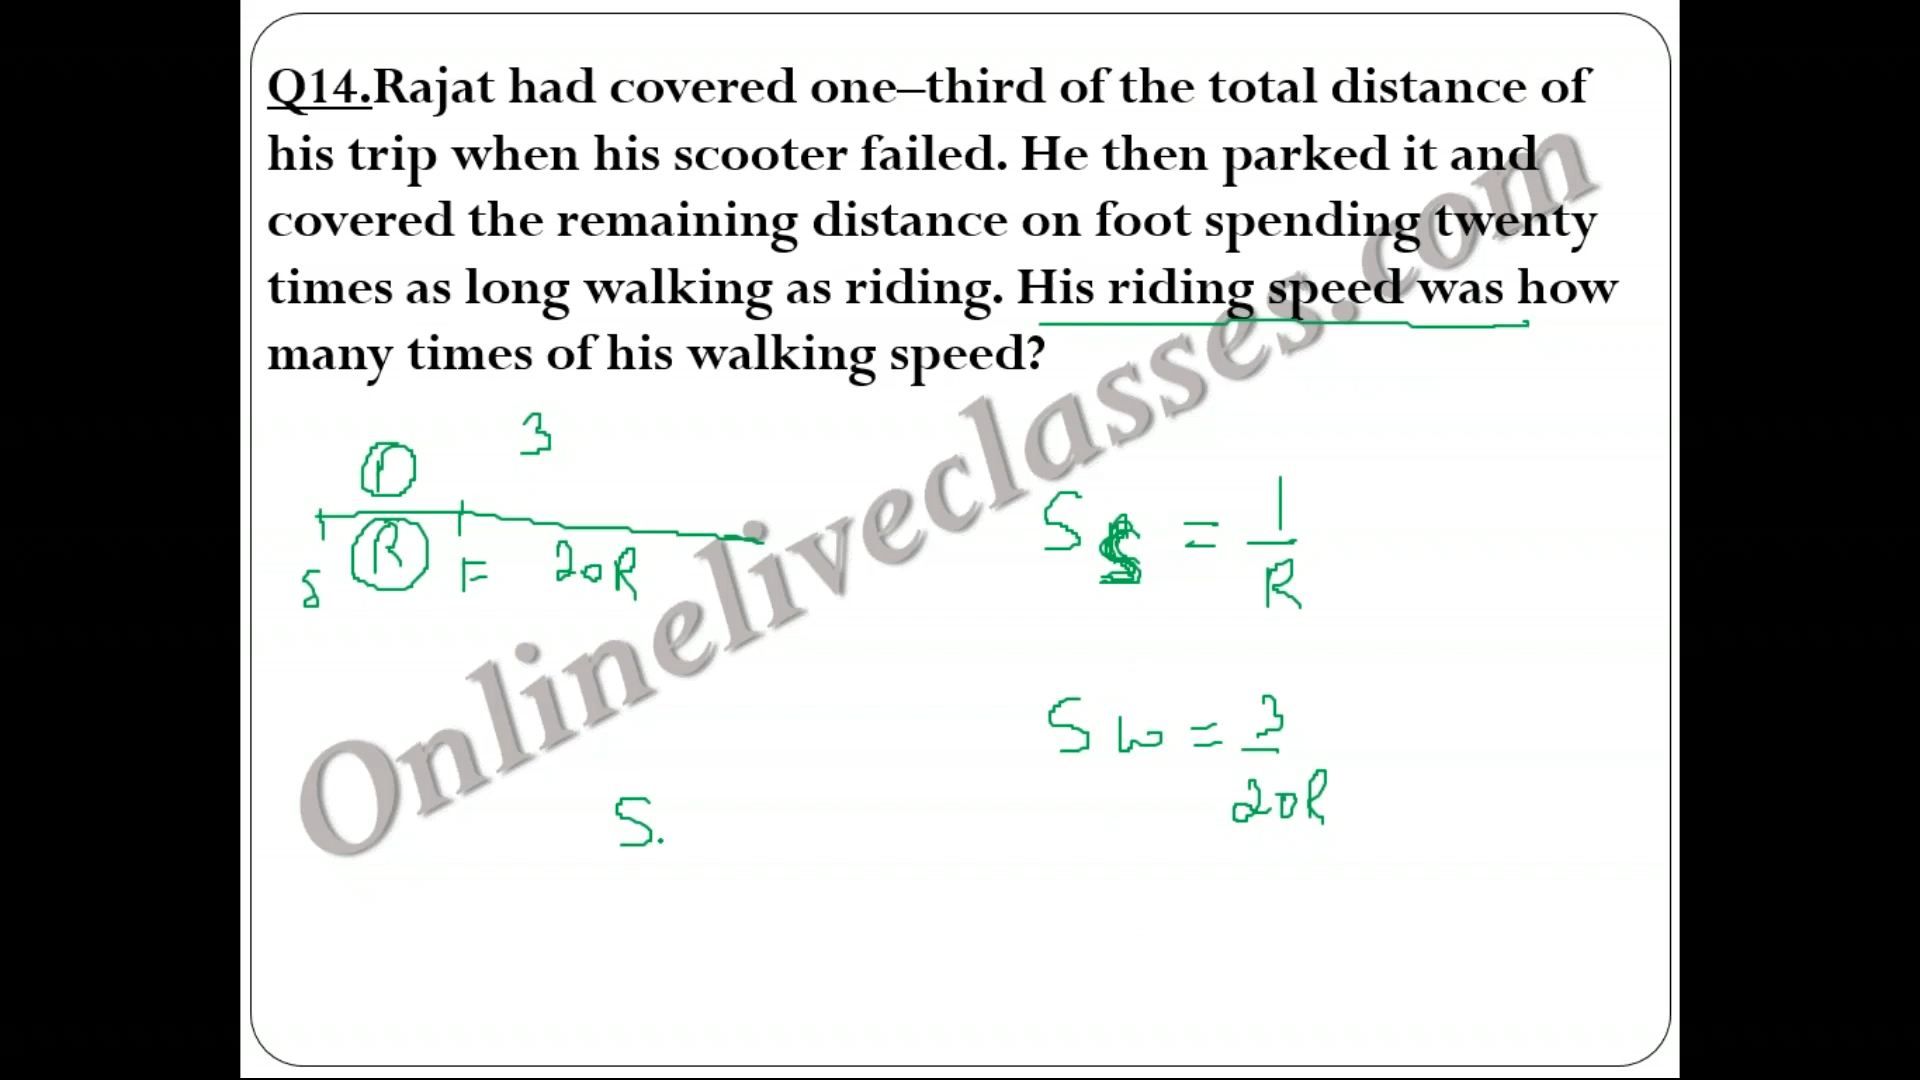 Q14.Rajat had covered one–third of the total distance of
his trip when his scooter failed. He then parked it and
covered the remaining distance on foot spending twenty
times as long walking as riding. His riding speed was how
many times of his walking speed?
3
R
S
F
20R
S S = 1
R
S w = 2
20R
S.
Onlineliveclasses.com